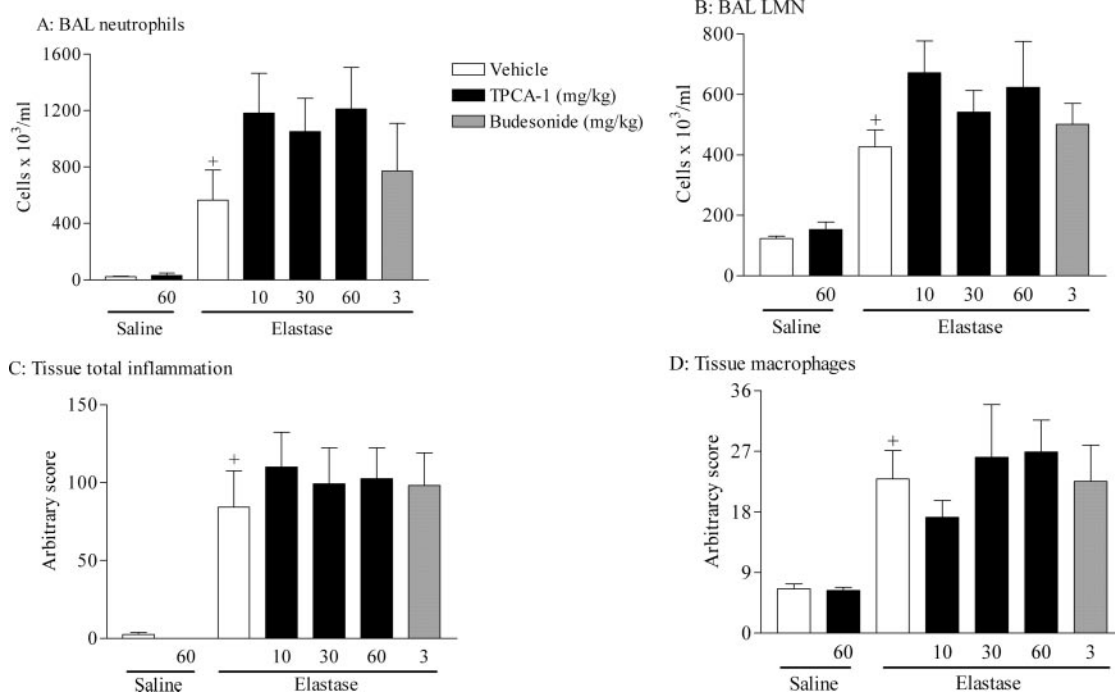 A: BAL neutrophils
1600
1200
800
400
0
Cells x 10³/ml
+
60
10
30
60
3
Saline
Elastase
Vehicle
TPCA-1 (mg/kg)
Budesonide (mg/kg)
B: BAL LMN
800
600
400
200
0
Cells x 10³/ml
+
60
10
30
60
3
Saline
Elastase
C: Tissue total inflammation
150
100
50
0
Arbitrary score
+
60
10
30
60
3
Saline
Elastase
D: Tissue macrophages
36
27
18
9
0
Arbitrarcy score
+
60
10
30
60
3
Saline
Elastase